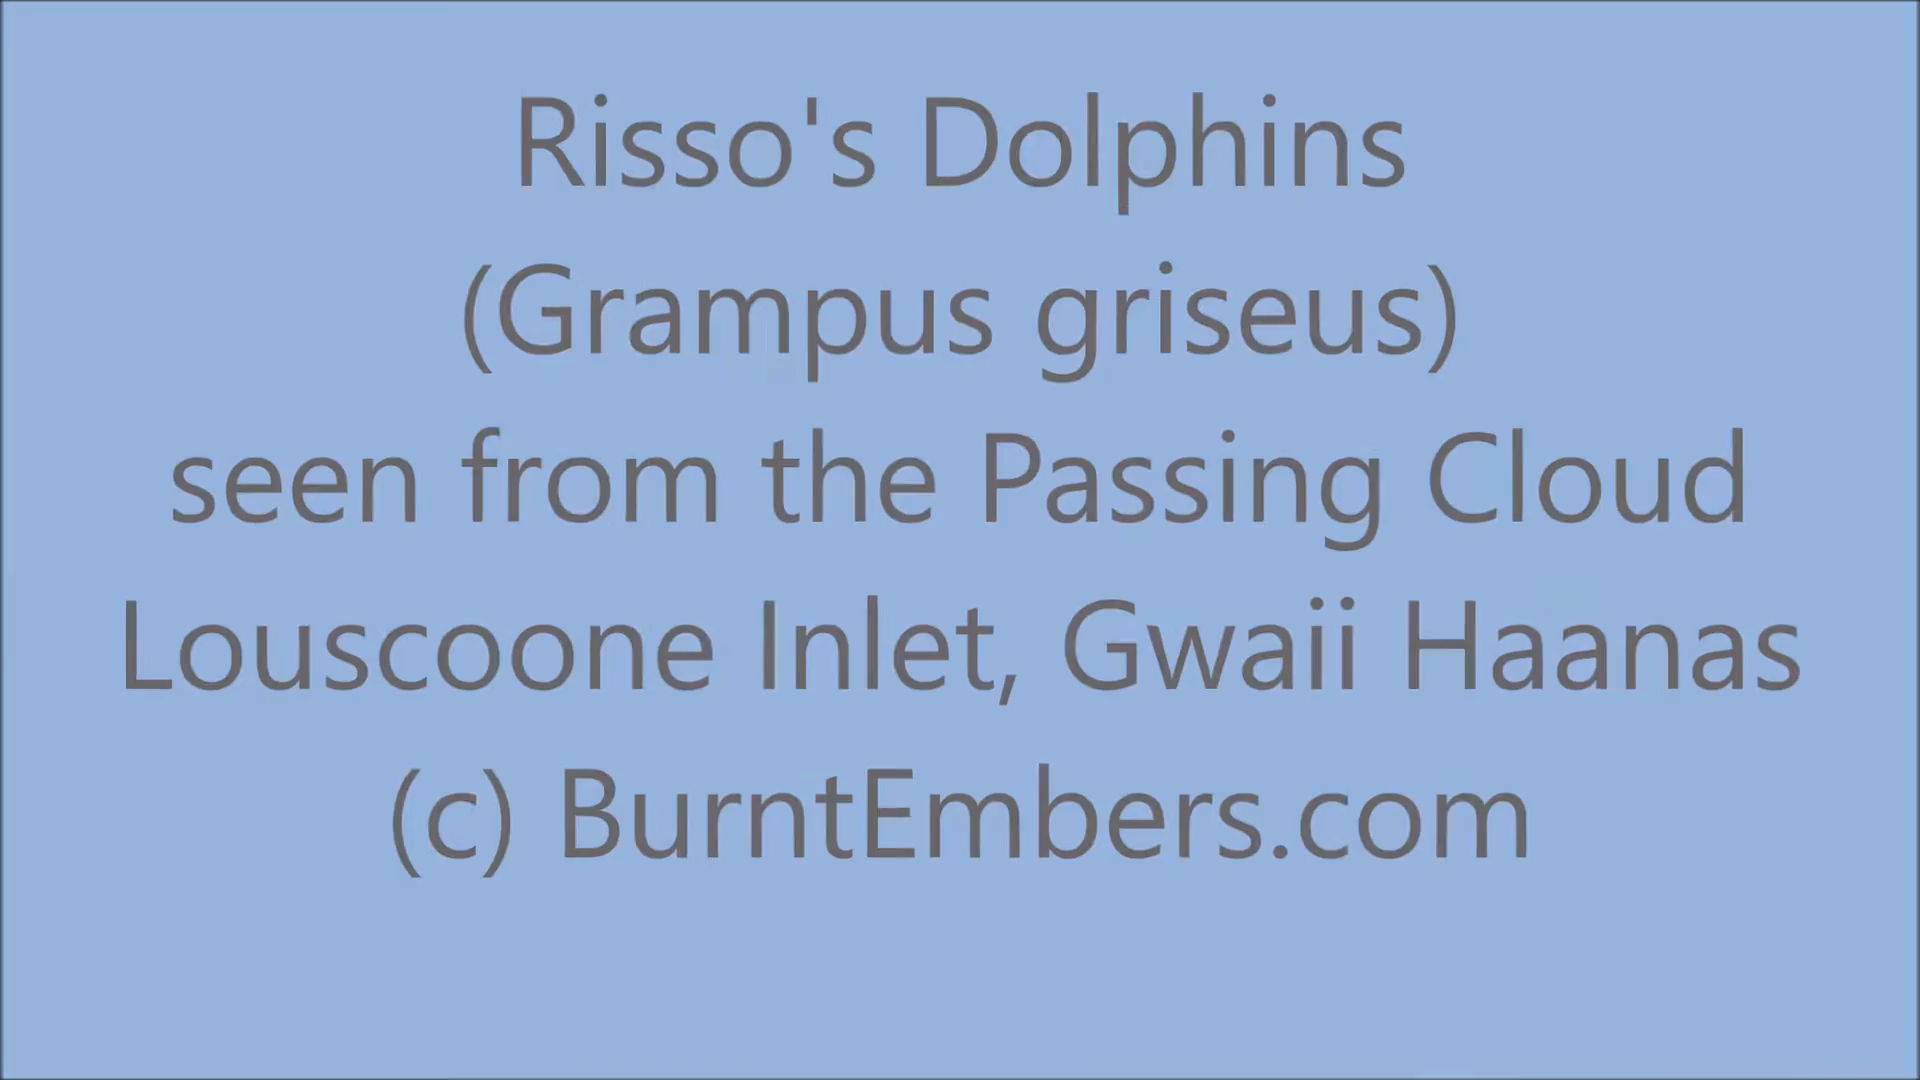 Risso's Dolphins
(Grampus griseus)
seen from the Passing Cloud
Louscoone Inlet, Gwaii Haanas
(c) BurntEmbers.com